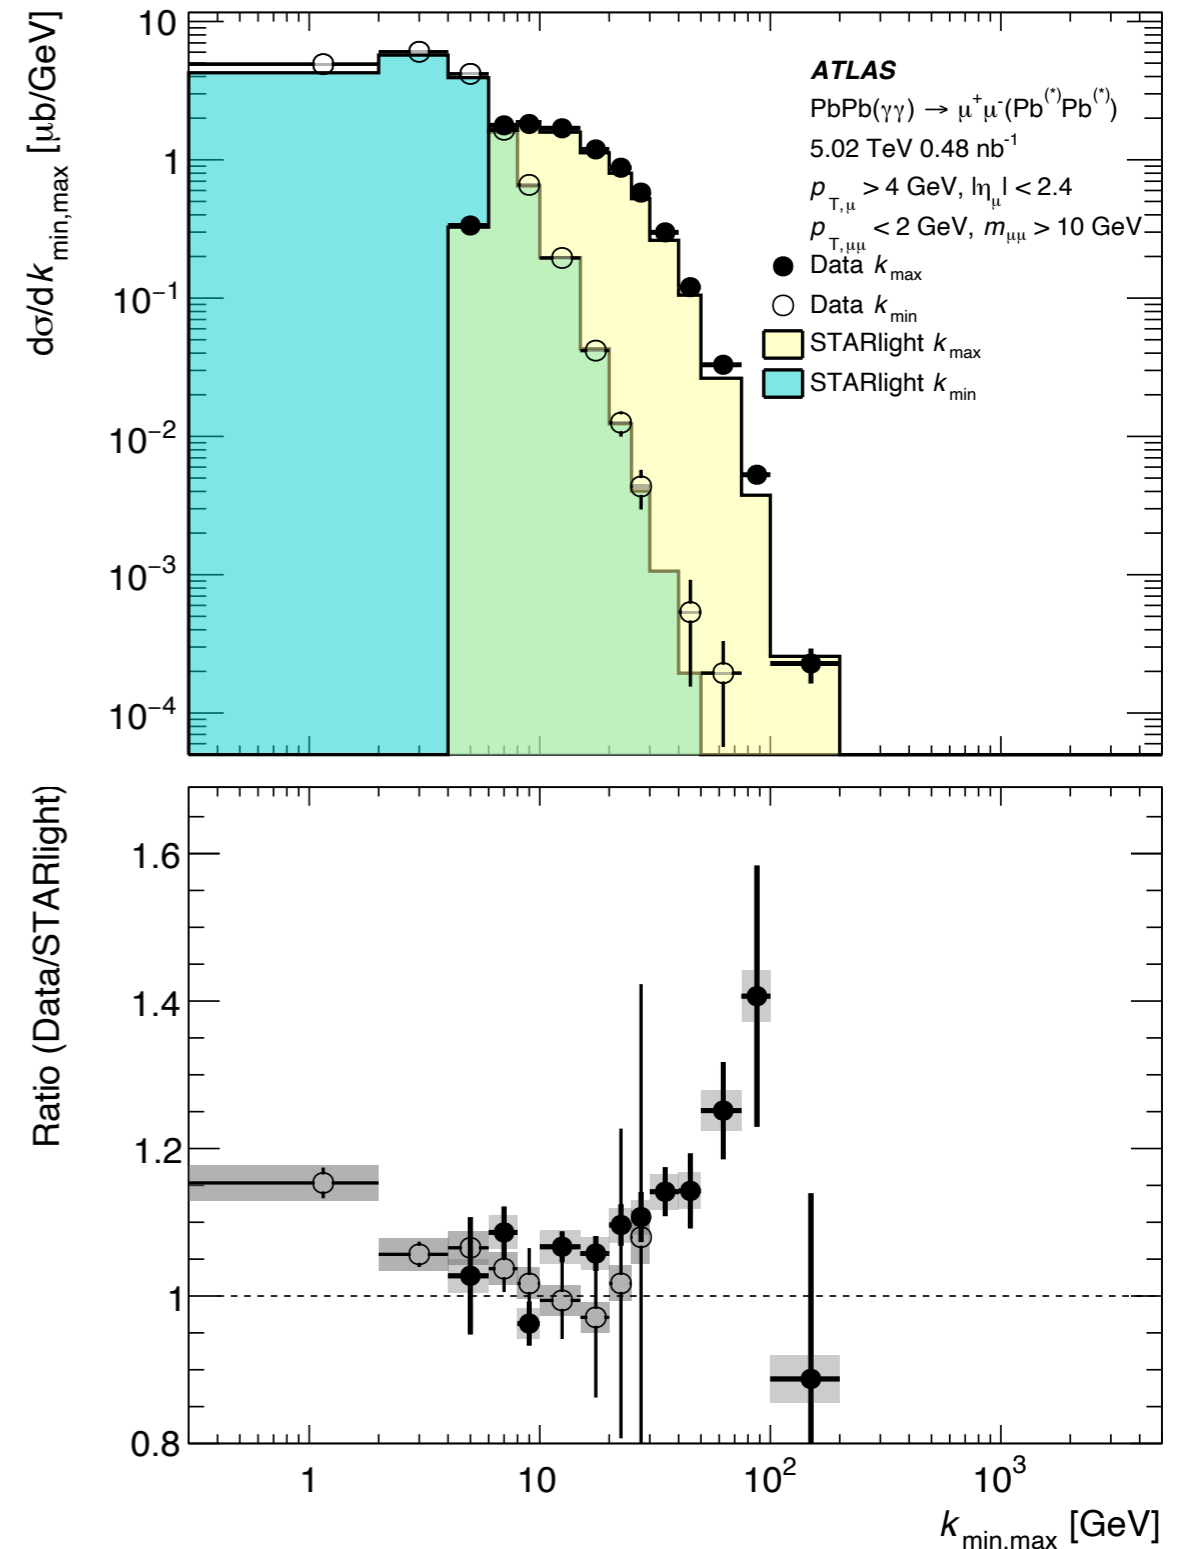 dσ/dk_min,max [μb/GeV]
10
1
10⁻¹
10⁻²
10⁻³
10⁻⁴
ATLAS
PbPb(γγ) → μ⁺μ⁻(Pb⁽*⁾Pb⁽*⁾)
5.02 TeV 0.48 nb⁻¹
p_T,μ > 4 GeV, |η_μ| < 2.4
p_T,μμ < 2 GeV, m_μμ > 10 GeV
Data k_max
Data k_min
STARlight k_max
STARlight k_min
Ratio (Data/STARlight)
1.6
1.4
1.2
1
0.8
1 10 10² 10³
k_min,max [GeV]